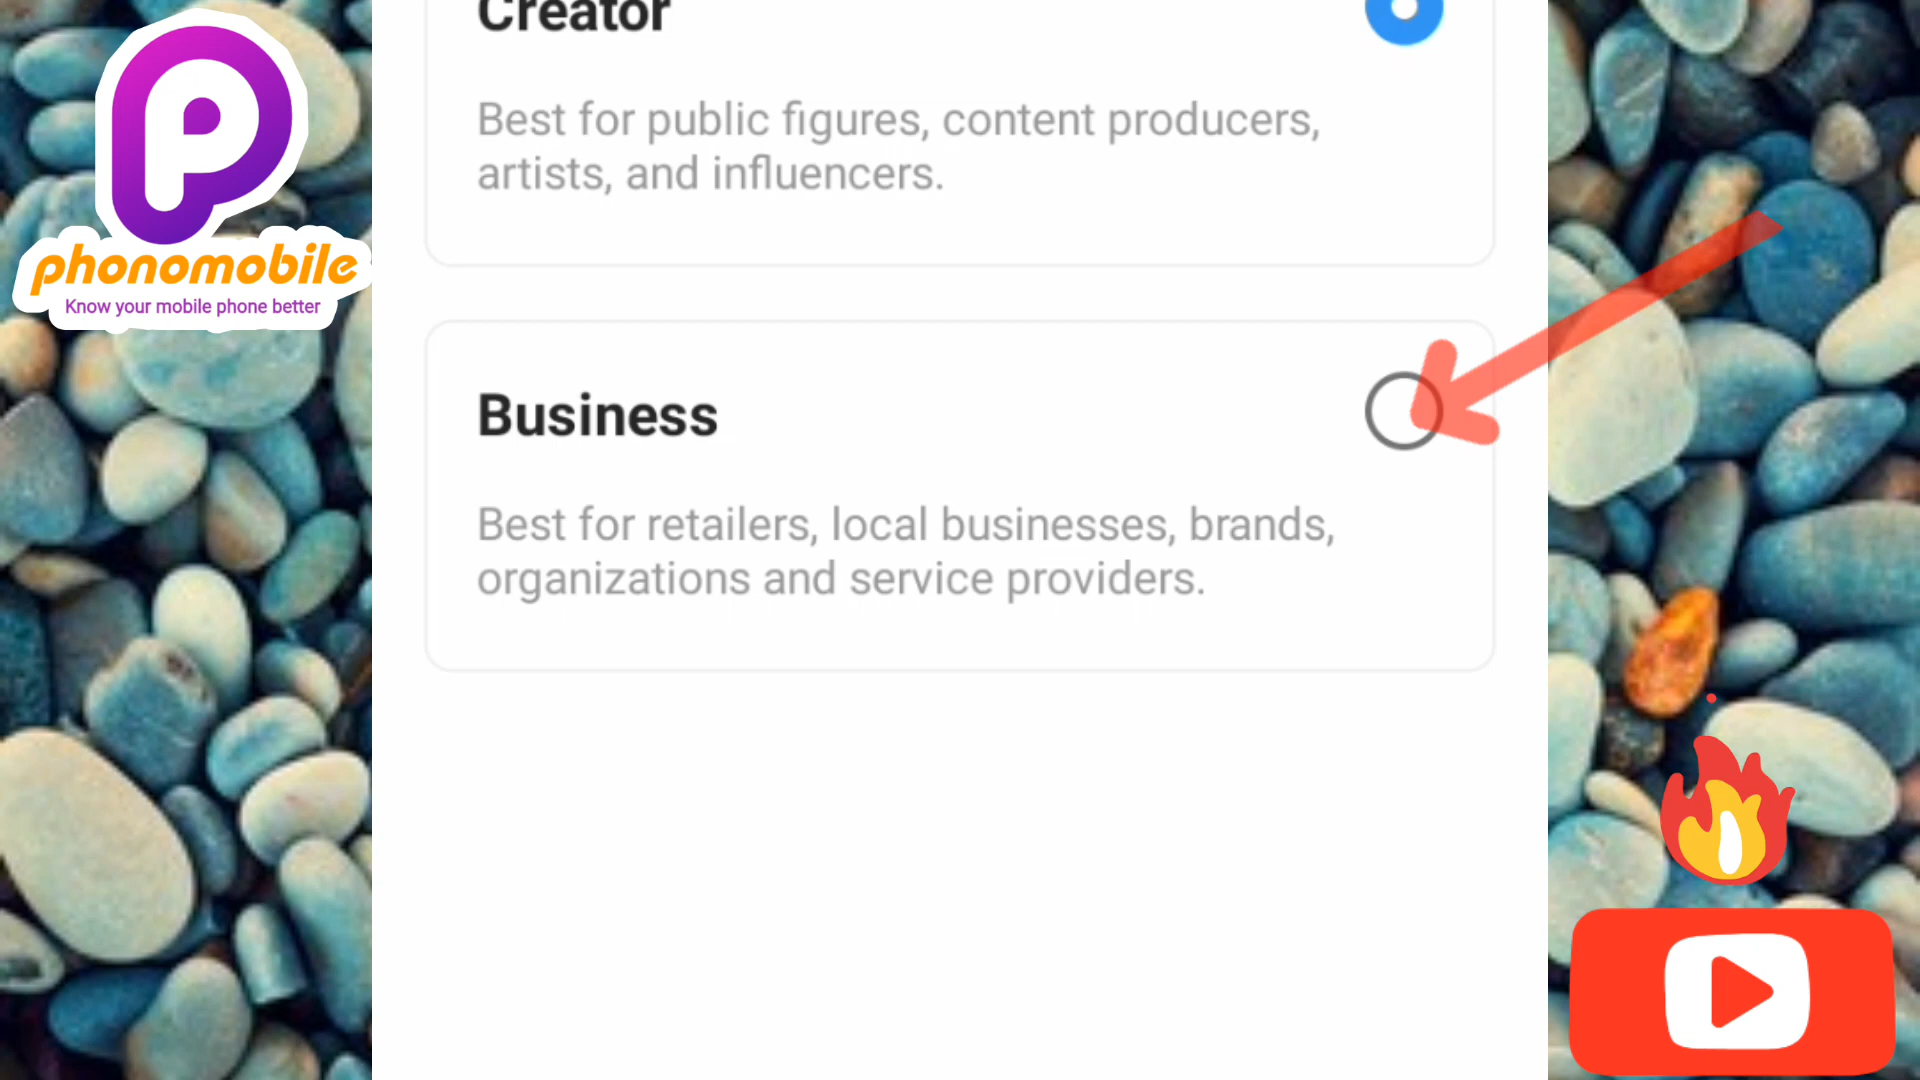 Creator
Best for public figures, content producers,
artists, and influencers.
phonomobile
Know your mobile phone better
Business
Best for retailers, local businesses, brands,
organizations and service providers.